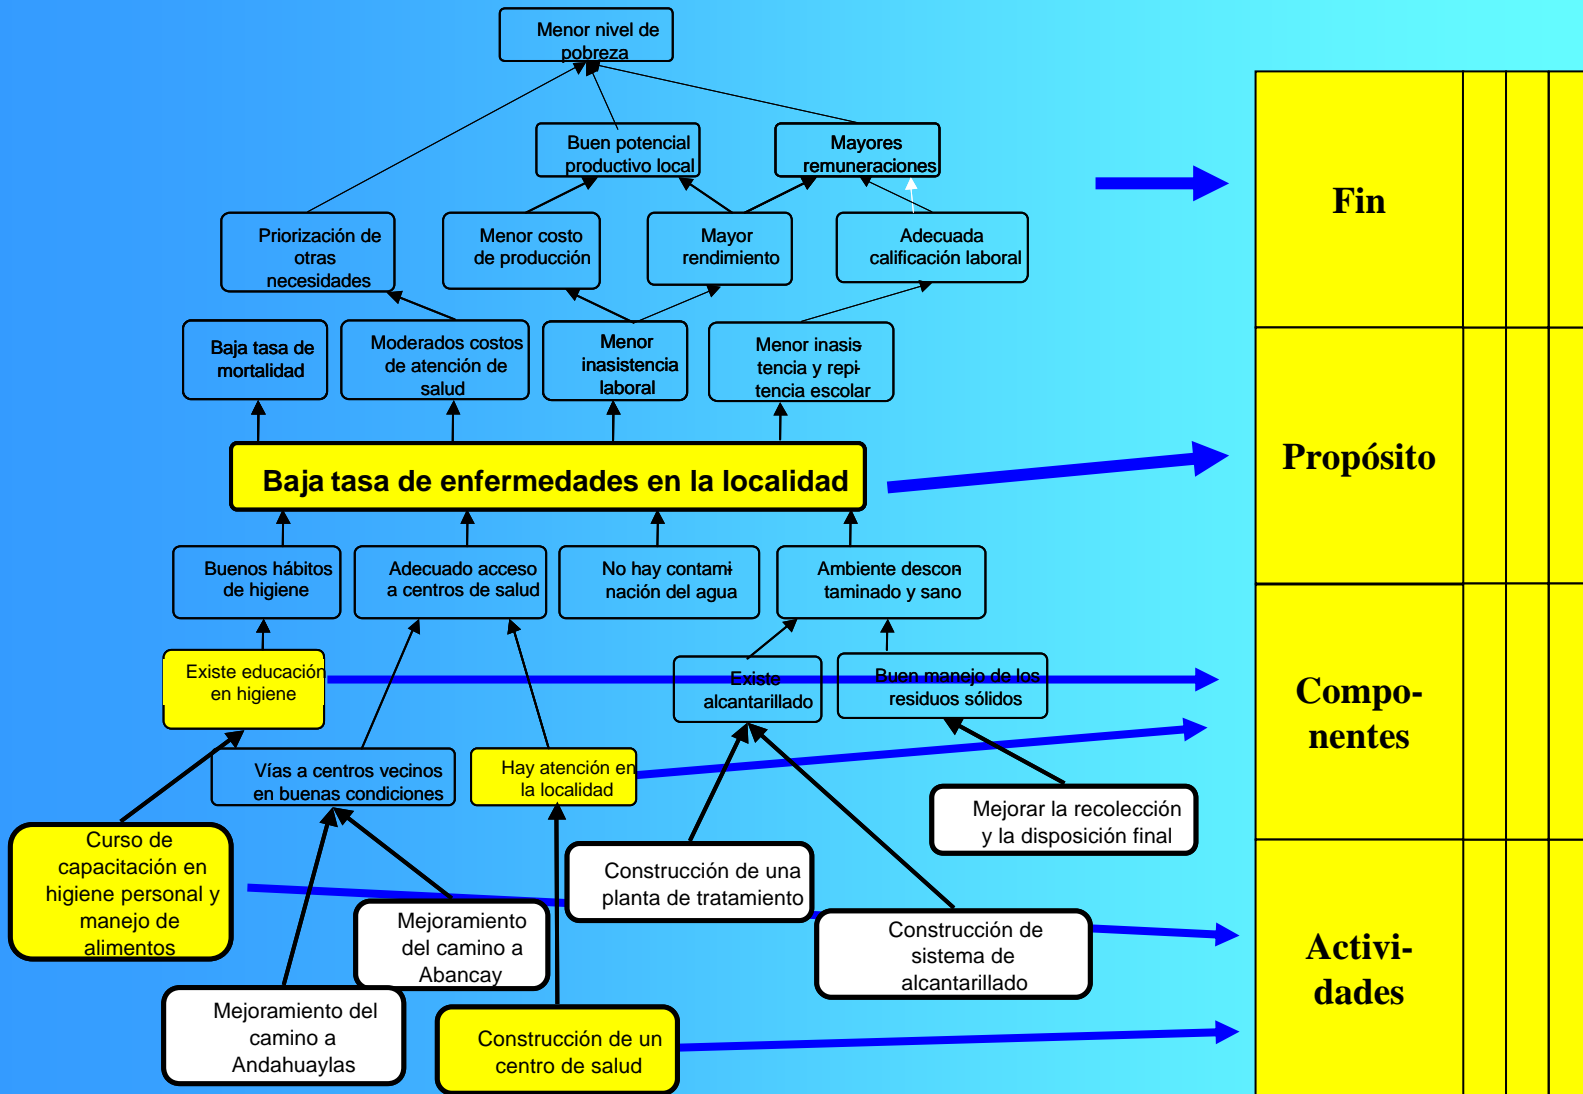 Menor nivel de
pobreza
Buen potencial
productivo local
Mayores
remuneraciones
Fin
Priorización de
otras
necesidades
Menor costo
de producción
Mayor
rendimiento
Adecuada
calificación laboral
Baja tasa de
mortalidad
Moderados costos
de atención de
salud
Menor
inasistencia
laboral
Menor inasis-
tencia y repi-
tencia escolar
Propósito
Baja tasa de enfermedades en la localidad
Buenos hábitos
de higiene
Adecuado acceso
a centros de salud
No hay contami-
nación del agua
Ambiente descon-
taminado y sano
Existe educación
en higiene
Existe
alcantarillado
Buen manejo de los
residuos sólidos
Compo-
nentes
Vías a centros vecinos
en buenas condiciones
Hay atención en
la localidad
Mejorar la recolección
y la disposición final
Curso de
capacitación en
higiene personal y
manejo de
alimentos
Construcción de una
planta de tratamiento
Mejoramiento
del camino a
Abancay
Construcción de
sistema de
alcantarillado
Activi-
dades
Mejoramiento del
camino a
Andahuaylas
Construcción de un
centro de salud